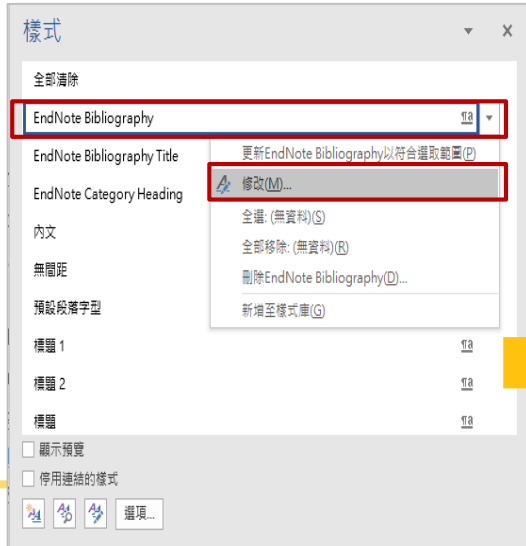 樣式
全部清除
EndNote Bibliography
EndNote Bibliography Title
更新EndNote Bibliography以符合選取範圍(P)
EndNote Category Heading
修改(M)...
內文
全選: (無資料)(S)
無間距
全部移除: (無資料)(R)
刪除EndNote Bibliography(D)...
預設段落字型
新增至樣式庫(G)
標題 1
標題 2
標題
顯示預覽
停用連結的樣式
選項...